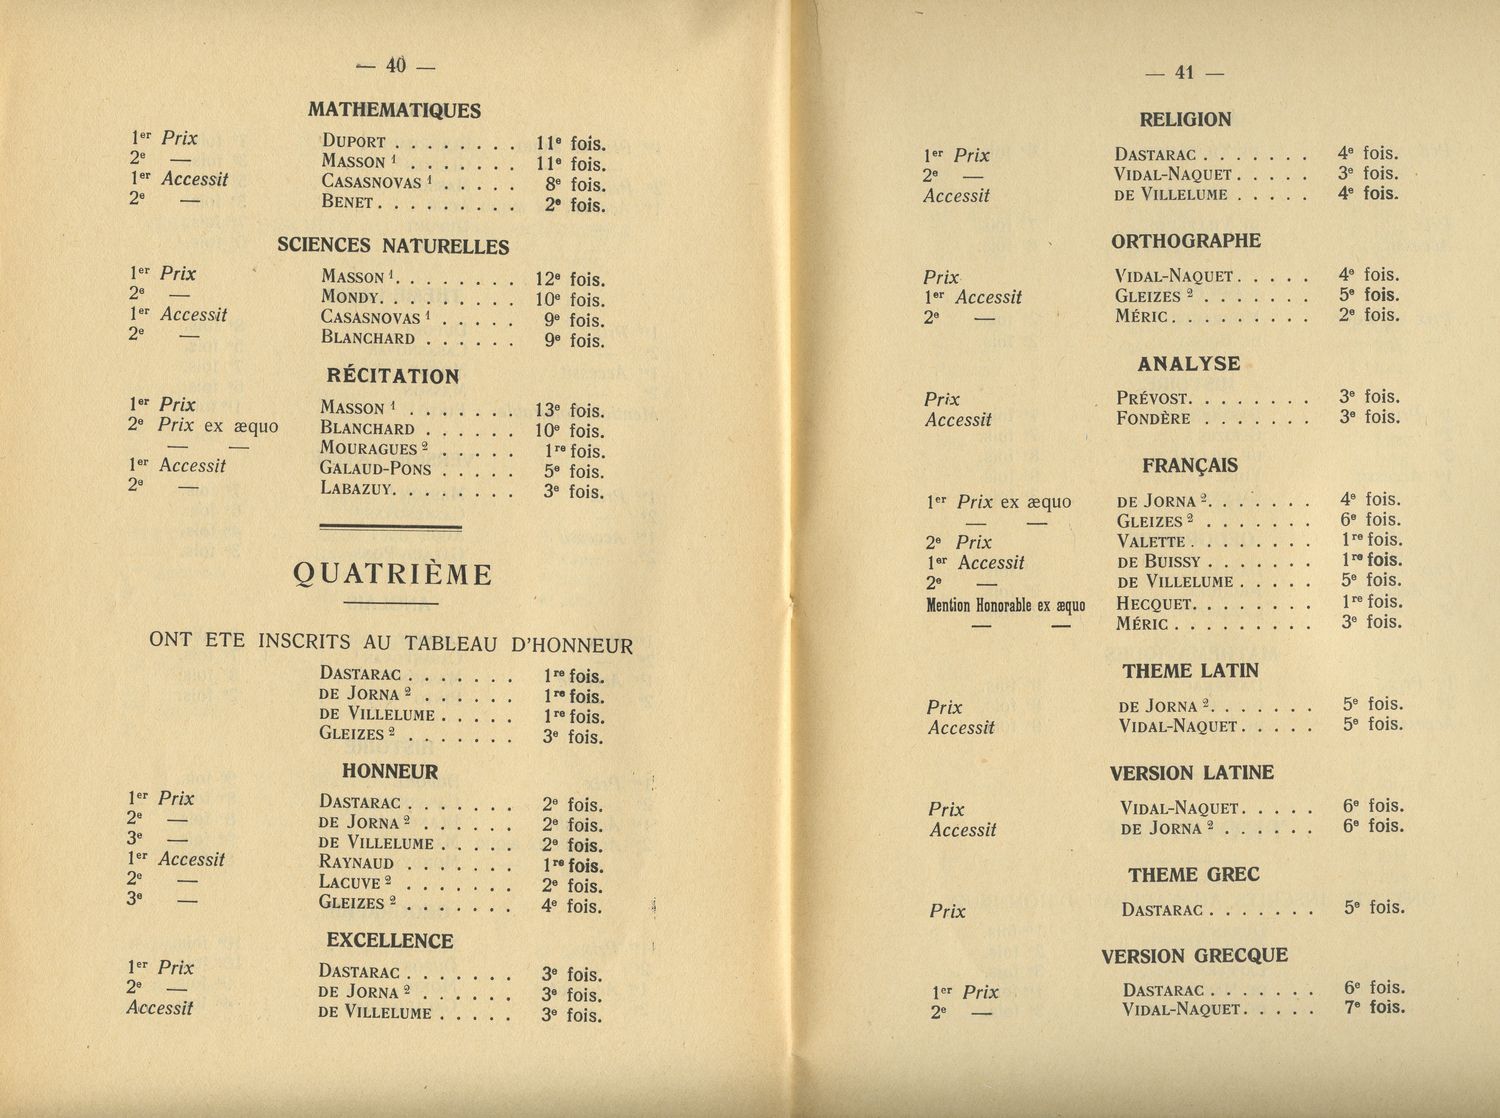 — 40 —
MATHEMATIQUES
1er Prix DUPORT . . . . . . . . 11e fois.
2e — MASSON 1 . . . . . . . 11e fois.
1er Accessit CASASNOVAS 1 . . . . . 8e fois.
2e — BENET. . . . . . . . . 2e fois.
SCIENCES NATURELLES
1er Prix MASSON 1. . . . . . . 12e fois.
2e — MONDY. . . . . . . . . 10e fois.
1er Accessit CASASNOVAS 1 . . . . . 9e fois.
2e — BLANCHARD . . . . . . 9e fois.
RÉCITATION
1er Prix MASSON 1 . . . . . . . 13e fois.
2e Prix ex æquo BLANCHARD . . . . . . 10e fois.
— — MOURAGUES 2 . . . . . 1re fois.
1er Accessit GALAUD-PONS . . . . . 5e fois.
2e — LABAZUY. . . . . . . . 3e fois.
QUATRIÈME
ONT ETE INSCRITS AU TABLEAU D'HONNEUR
DASTARAC . . . . . . . 1re fois.
DE JORNA 2 . . . . . . 1re fois.
DE VILLELUME . . . . . 1re fois.
GLEIZES 2 . . . . . . . 3e fois.
HONNEUR
1er Prix DASTARAC . . . . . . . 2e fois.
2e — DE JORNA 2 . . . . . . 2e fois.
3e — DE VILLELUME . . . . . 2e fois.
1er Accessit RAYNAUD . . . . . . . 1re fois.
2e — LACUVE 2 . . . . . . . 2e fois.
3e — GLEIZES 2 . . . . . . . 4e fois.
EXCELLENCE
1er Prix DASTARAC . . . . . . . 3e fois.
2e — DE JORNA 2 . . . . . . 3e fois.
Accessit DE VILLELUME . . . . . 3e fois.
— 41 —
RELIGION
1er Prix DASTARAC . . . . . . . 4e fois.
2e — VIDAL-NAQUET . . . . . 3e fois.
Accessit DE VILLELUME . . . . . 4e fois.
ORTHOGRAPHE
Prix VIDAL-NAQUET. . . . . 4e fois.
1er Accessit GLEIZES 2 . . . . . . . 5e fois.
2e — MÉRIC. . . . . . . . . 2e fois.
ANALYSE
Prix PRÉVOST. . . . . . . . 3e fois.
Accessit FONDÈRE . . . . . . . 3e fois.
FRANÇAIS
1er Prix ex æquo DE JORNA 2. . . . . . . 4e fois.
— — GLEIZES 2 . . . . . . . 6e fois.
2e Prix VALETTE . . . . . . . . 1re fois.
1er Accessit DE BUISSY . . . . . . . 1re fois.
2e — DE VILLELUME . . . . . 5e fois.
Mention Honorable ex æquo HECQUET. . . . . . . . 1re fois.
— — MÉRIC . . . . . . . . . 3e fois.
THEME LATIN
Prix DE JORNA 2. . . . . . . 5e fois.
Accessit VIDAL-NAQUET. . . . . 5e fois.
VERSION LATINE
Prix VIDAL-NAQUET. . . . . 6e fois.
Accessit DE JORNA 2 . . . . . . 6e fois.
THEME GREC
Prix DASTARAC . . . . . . . 5e fois.
VERSION GRECQUE
1er Prix DASTARAC . . . . . . . 6e fois.
2e — VIDAL-NAQUET. . . . . 7e fois.